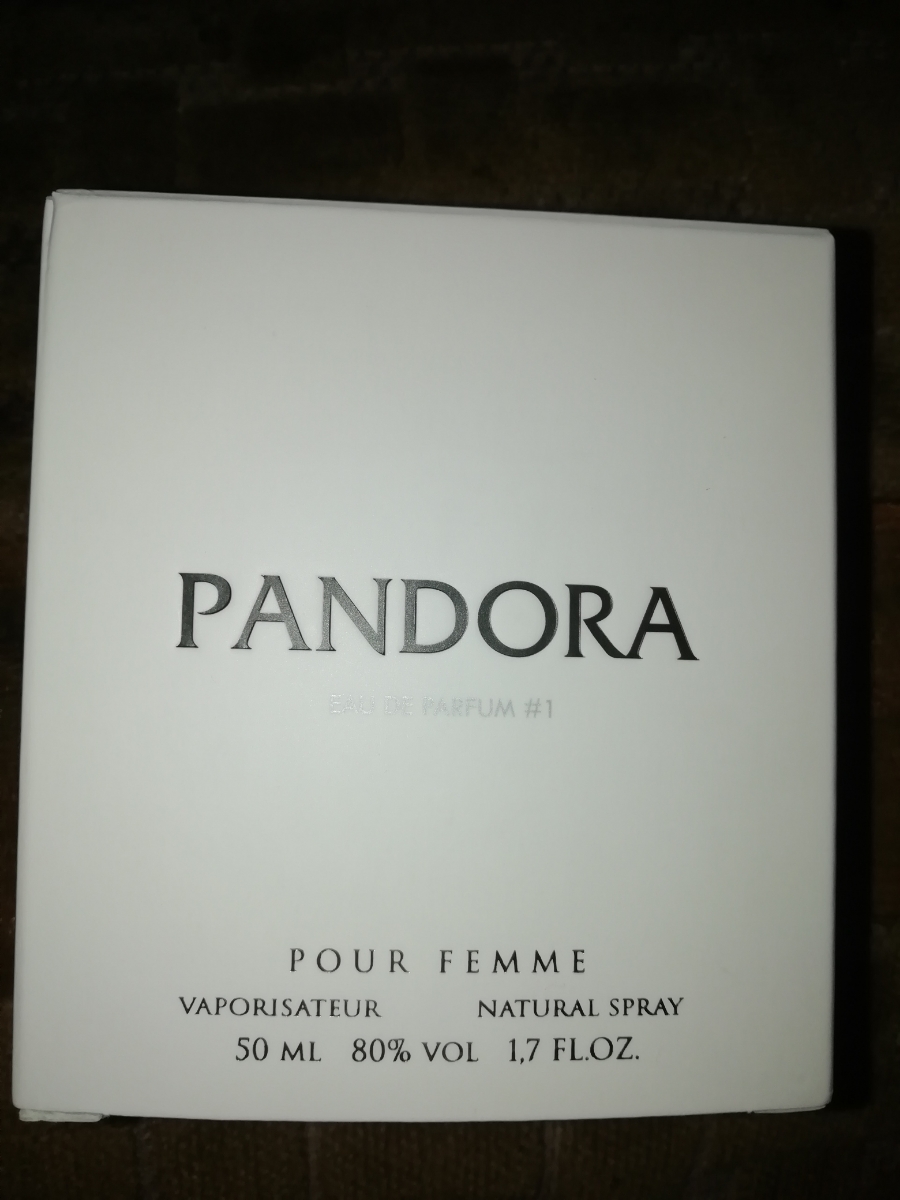 PANDORA
EAU DE PARFUM #1
POUR FEMME
VAPORISATEUR NATURAL SPRAY
50 ML 80% VOL 1,7 FL.OZ.